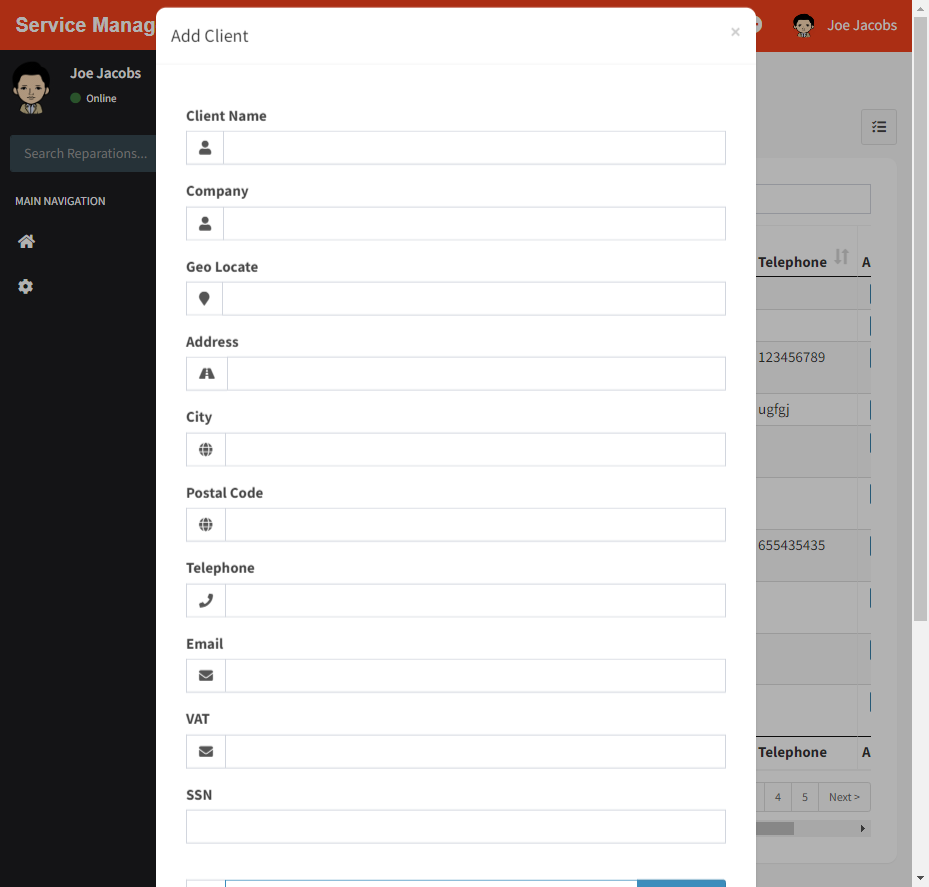 Service Manag
Add Client
×
Joe Jacobs
Joe Jacobs
Online
Search Reparations...
MAIN NAVIGATION
Client Name
Company
Geo Locate
Address
City
Postal Code
Telephone
Email
VAT
SSN
Telephone A
123456789
ugfgj
655435435
Telephone A
4 5 Next >